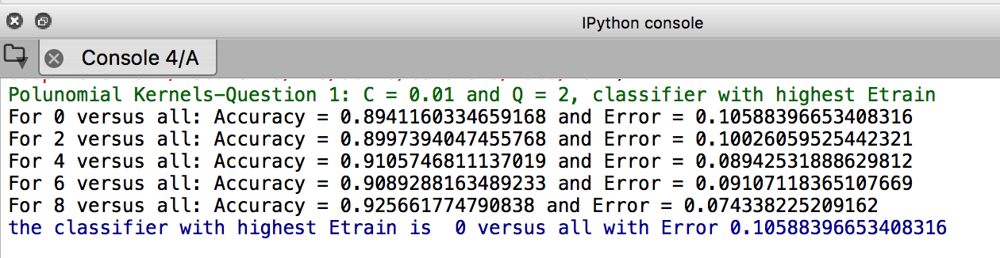 IPython console
Console 4/A
Polunomial Kernels-Question 1: C = 0.01 and Q = 2, classifier with highest Etrain
For 0 versus all: Accuracy = 0.8941160334659168 and Error = 0.10588396653408316
For 2 versus all: Accuracy = 0.8997394047455768 and Error = 0.10026059525442321
For 4 versus all: Accuracy = 0.9105746811137019 and Error = 0.08942531888629812
For 6 versus all: Accuracy = 0.9089288163489233 and Error = 0.09107118365107669
For 8 versus all: Accuracy = 0.925661774790838 and Error = 0.074338225209162
the classifier with highest Etrain is  0 versus all with Error 0.10588396653408316